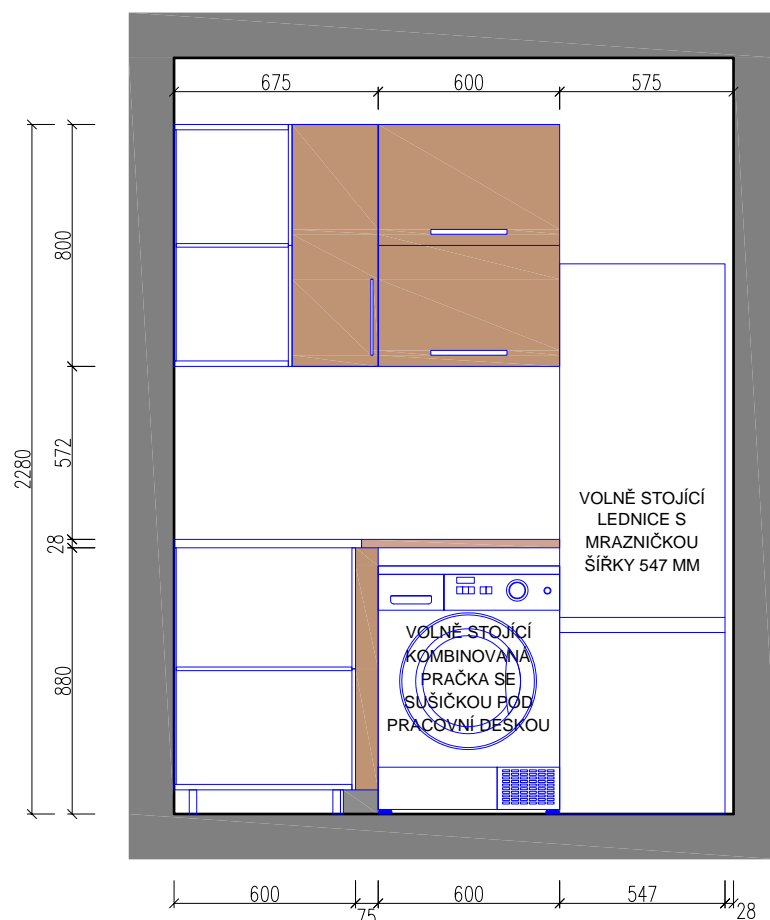 675
600
575
800
2280
572
28
880
VOLNĚ STOJÍCÍ
LEDNICE S
MRAZNIČKOU
ŠÍŘKY 547 MM
VOLNĚ STOJÍCÍ
KOMBINOVANÁ
PRAČKA SE
SUŠIČKOU POD
PRACOVNÍ DESKOU
600
75
600
547
28